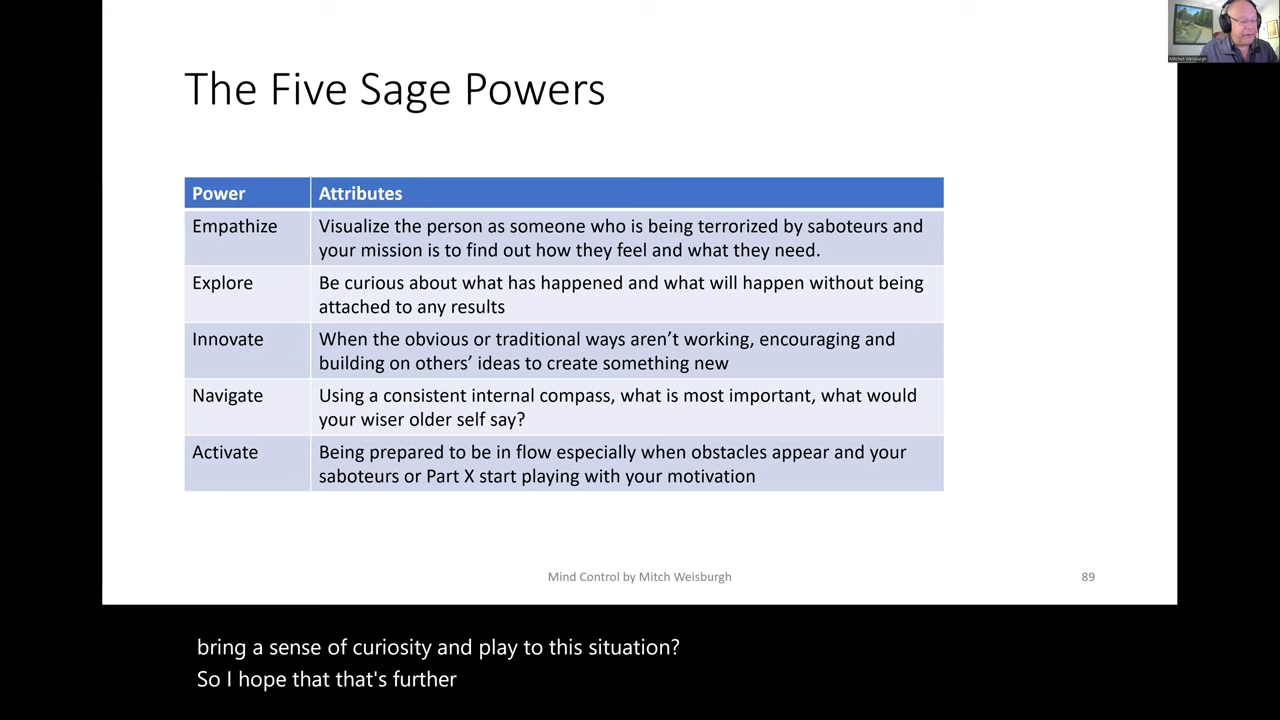 The Five Sage Powers
Power Attributes
Empathize Visualize the person as someone who is being terrorized by saboteurs and
your mission is to find out how they feel and what they need.
Explore Be curious about what has happened and what will happen without being
attached to any results
Innovate When the obvious or traditional ways aren’t working, encouraging and
building on others’ ideas to create something new
Navigate Using a consistent internal compass, what is most important, what would
your wiser older self say?
Activate Being prepared to be in flow especially when obstacles appear and your
saboteurs or Part X start playing with your motivation
Mind Control by Mitch Weisburgh
89
Mitchell Weisburgh
bring a sense of curiosity and play to this situation?
So I hope that that's further